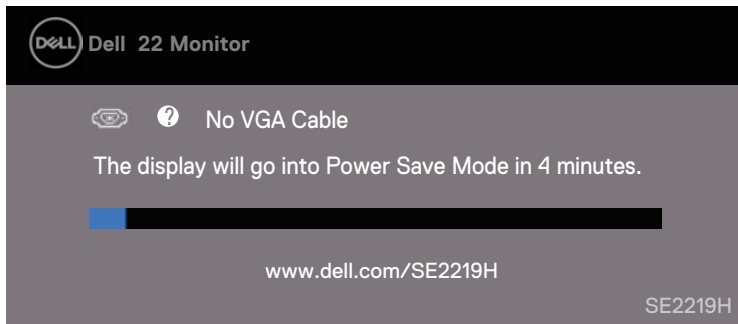 DELL Dell 22 Monitor
? No VGA Cable
The display will go into Power Save Mode in 4 minutes.
www.dell.com/SE2219H
SE2219H